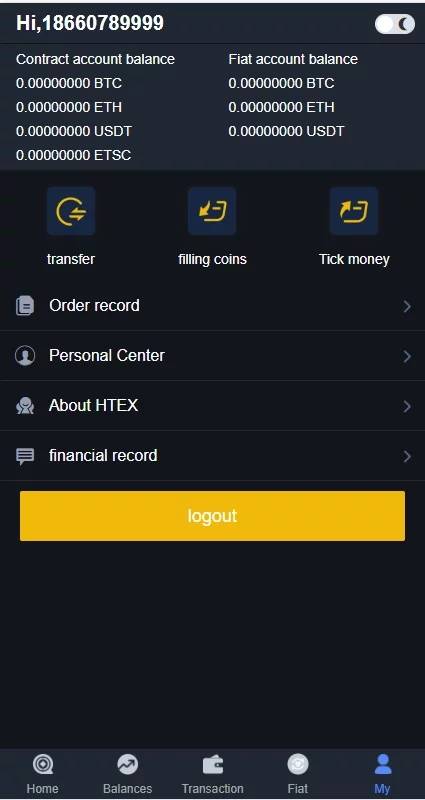 Hi,18660789999
Contract account balance
0.00000000 BTC
0.00000000 ETH
0.00000000 USDT
0.00000000 ETSC
Fiat account balance
0.00000000 BTC
0.00000000 ETH
0.00000000 USDT
transfer
filling coins
Tick money
Order record
Personal Center
About HTEX
financial record
logout
Home
Balances
Transaction
Fiat
My